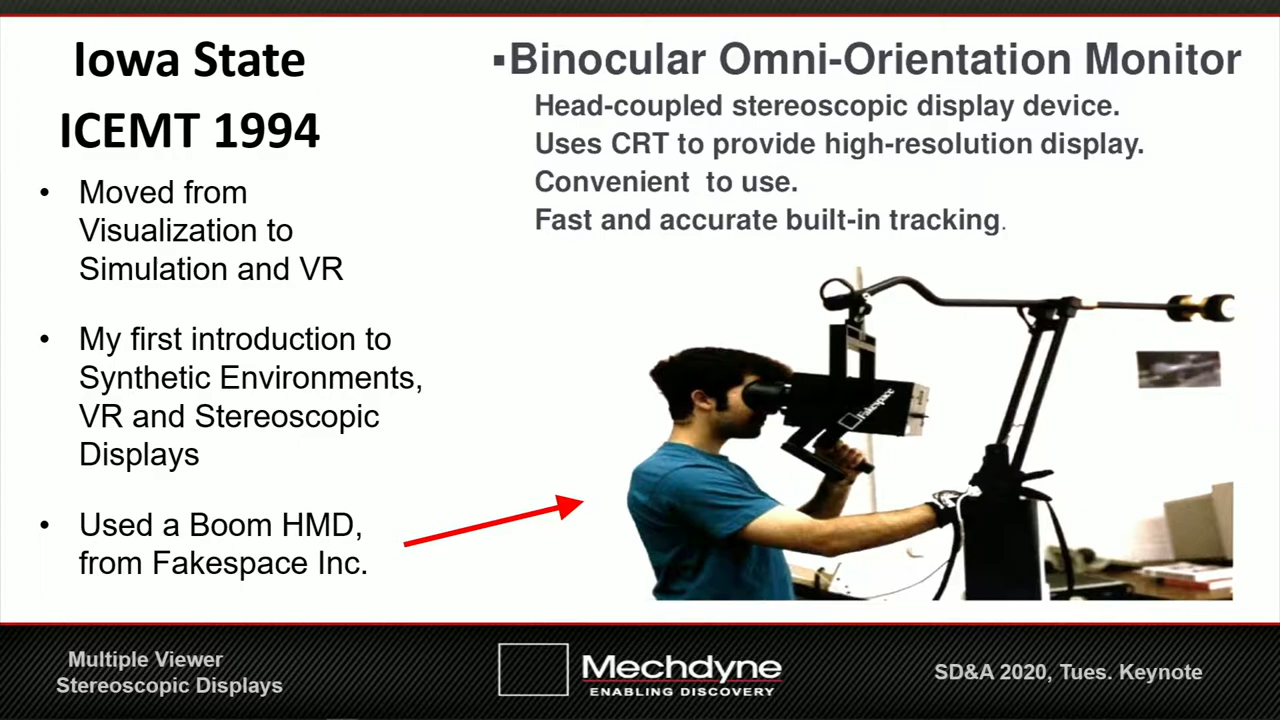 Iowa State
ICEMT 1994
• Moved from
Visualization to
Simulation and VR
• My first introduction to
Synthetic Environments,
VR and Stereoscopic
Displays
• Used a Boom HMD,
from Fakespace Inc.
▪Binocular Omni-Orientation Monitor
Head-coupled stereoscopic display device.
Uses CRT to provide high-resolution display.
Convenient to use.
Fast and accurate built-in tracking.
Fakespace
Multiple Viewer
Stereoscopic Displays
Mechdyne
ENABLING DISCOVERY
SD&A 2020, Tues. Keynote